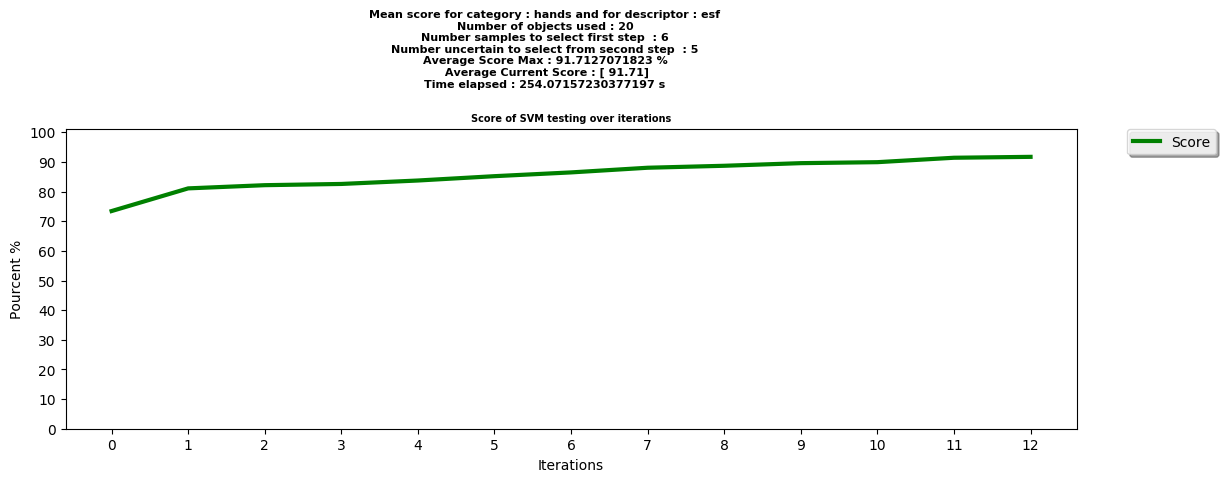 Mean score for category : hands and for descriptor : esf
Number of objects used : 20
Number samples to select first step  : 6
Number uncertain to select from second step  : 5
Average Score Max : 91.7127071823 %
Average Current Score : [ 91.71]
Time elapsed : 254.07157230377197 s
Score of SVM testing over iterations
Score
Pourcent %
100
90
80
70
60
50
40
30
20
10
0
0 1 2 3 4 5 6 7 8 9 10 11 12
Iterations